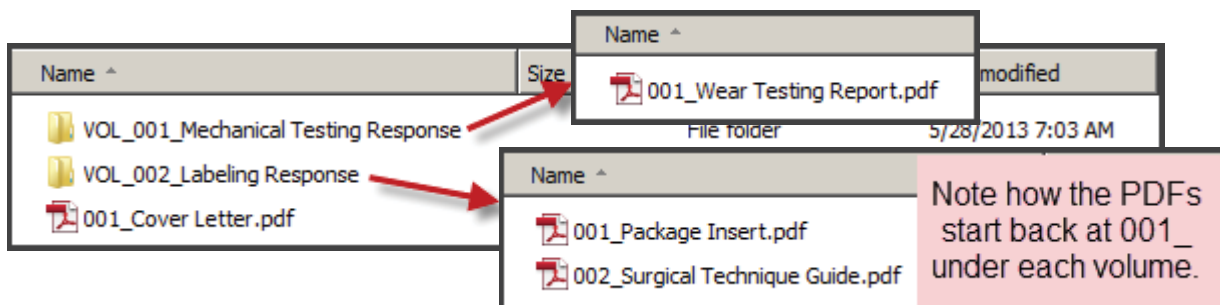 Name
Size
modified
VOL_001_Mechanical Testing Response
File folder
5/28/2013 7:03 AM
VOL_002_Labeling Response
001_Cover Letter.pdf
Name
001_Wear Testing Report.pdf
Name
001_Package Insert.pdf
002_Surgical Technique Guide.pdf
Note how the PDFs
start back at 001_
under each volume.